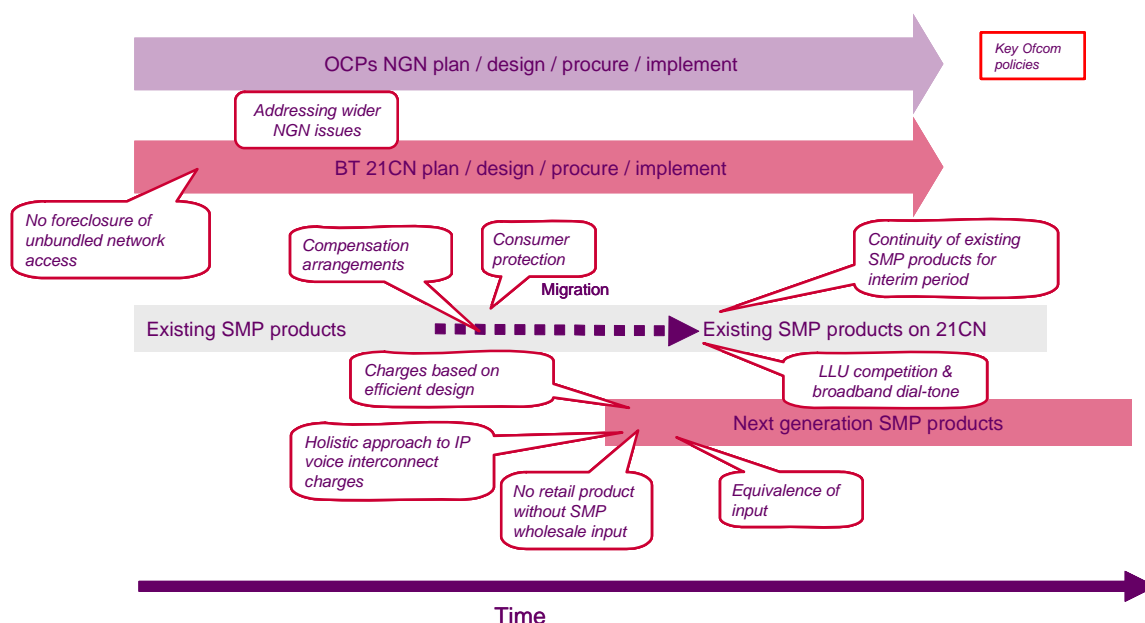 OCPs NGN plan / design / procure / implement
Key Ofcom
policies
Addressing wider
NGN issues
BT 21CN plan / design / procure / implement
No foreclosure of
unbundled network
access
Compensation
arrangements
Consumer
protection
Continuity of existing
SMP products for
interim period
Migration
Existing SMP products
Existing SMP products on 21CN
Charges based on
efficient design
LLU competition &
broadband dial-tone
Next generation SMP products
Holistic approach to IP
voice interconnect
charges
No retail product
without SMP
wholesale input
Equivalence of
input
Time